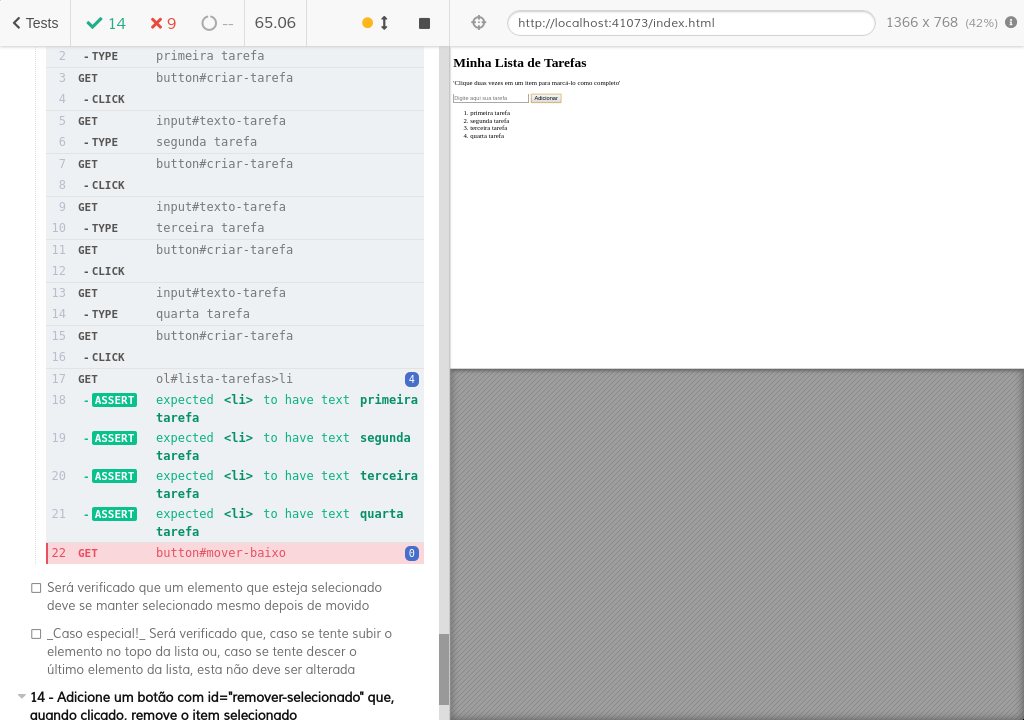 Tests
14
9
--
65.06
http://localhost:41073/index.html
1366 x 768 (42%)
2 - TYPE primeira tarefa
3 GET button#criar-tarefa
4 - CLICK
5 GET input#texto-tarefa
6 - TYPE segunda tarefa
7 GET button#criar-tarefa
8 - CLICK
9 GET input#texto-tarefa
10 - TYPE terceira tarefa
11 GET button#criar-tarefa
12 - CLICK
13 GET input#texto-tarefa
14 - TYPE quarta tarefa
15 GET button#criar-tarefa
16 - CLICK
17 GET ol#lista-tarefas>li 4
18 - ASSERT expected <li> to have text primeira
tarefa
19 - ASSERT expected <li> to have text segunda
tarefa
20 - ASSERT expected <li> to have text terceira
tarefa
21 - ASSERT expected <li> to have text quarta
tarefa
22 GET button#mover-baixo 0
Será verificado que um elemento que esteja selecionado
deve se manter selecionado mesmo depois de movido
_Caso especial!_ Será verificado que, caso se tente subir o
elemento no topo da lista ou, caso se tente descer o
último elemento da lista, esta não deve ser alterada
14 - Adicione um botão com id="remover-selecionado" que,
quando clicado, remove o item selecionado
Minha Lista de Tarefas
'Clique duas vezes em um item para marcá-lo como completo'
Digite aqui sua tarefa Adicionar
1. primeira tarefa
2. segunda tarefa
3. terceira tarefa
4. quarta tarefa